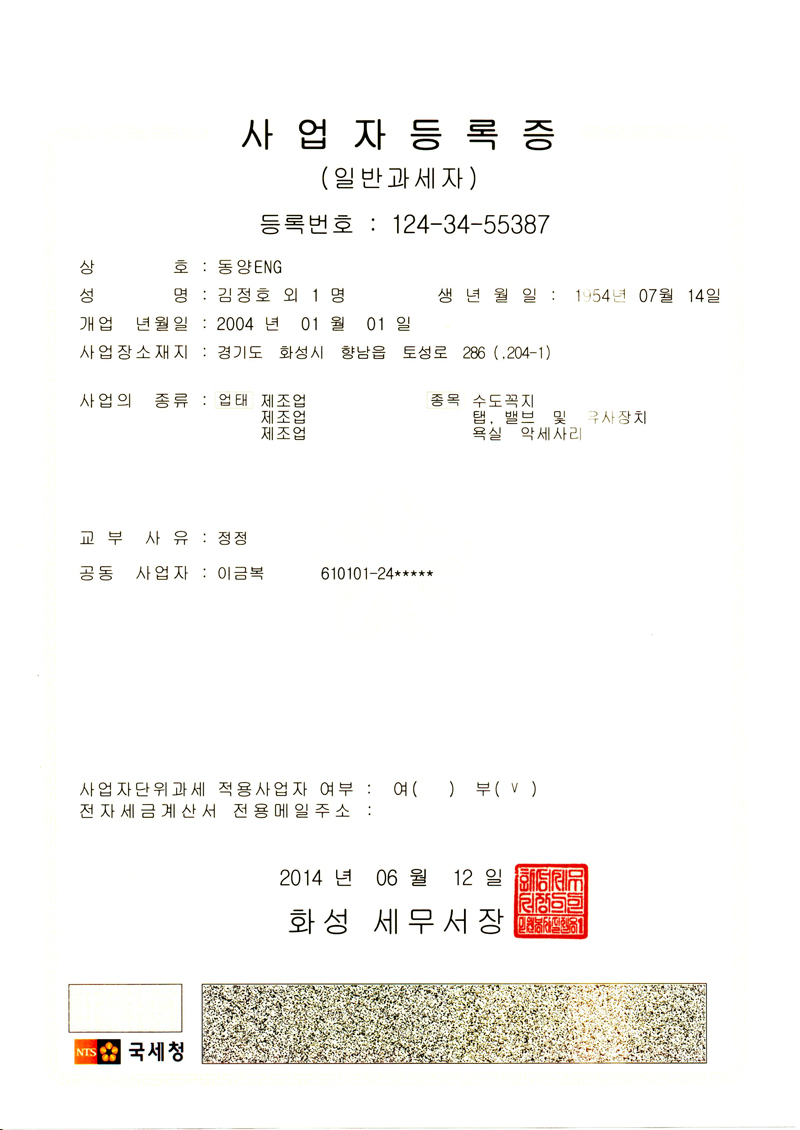 사업자등록증
(일반과세자)
등록번호 : 124-34-55387
상 호 : 동양ENG
성 명 : 김정호 외 1 명 생 년 월 일 : 1954년 07월 14일
개업 년월일 : 2004 년 01 월 01 일
사업장소재지 : 경기도 화성시 향남읍 토성로 286 (,204-1)
사업의 종류 : 업태 제조업 종목 수도꼭지
제조업 탭, 밸브 및 유사장치
제조업 욕실 악세사리
교 부 사 유 : 정정
공동 사업자 : 이금복 610101-24*****
사업자단위과세 적용사업자 여부 : 여( ) 부( V )
전자세금계산서 전용메일주소 :
2014 년 06 월 12 일
화성 세무서장
NTS 국세청